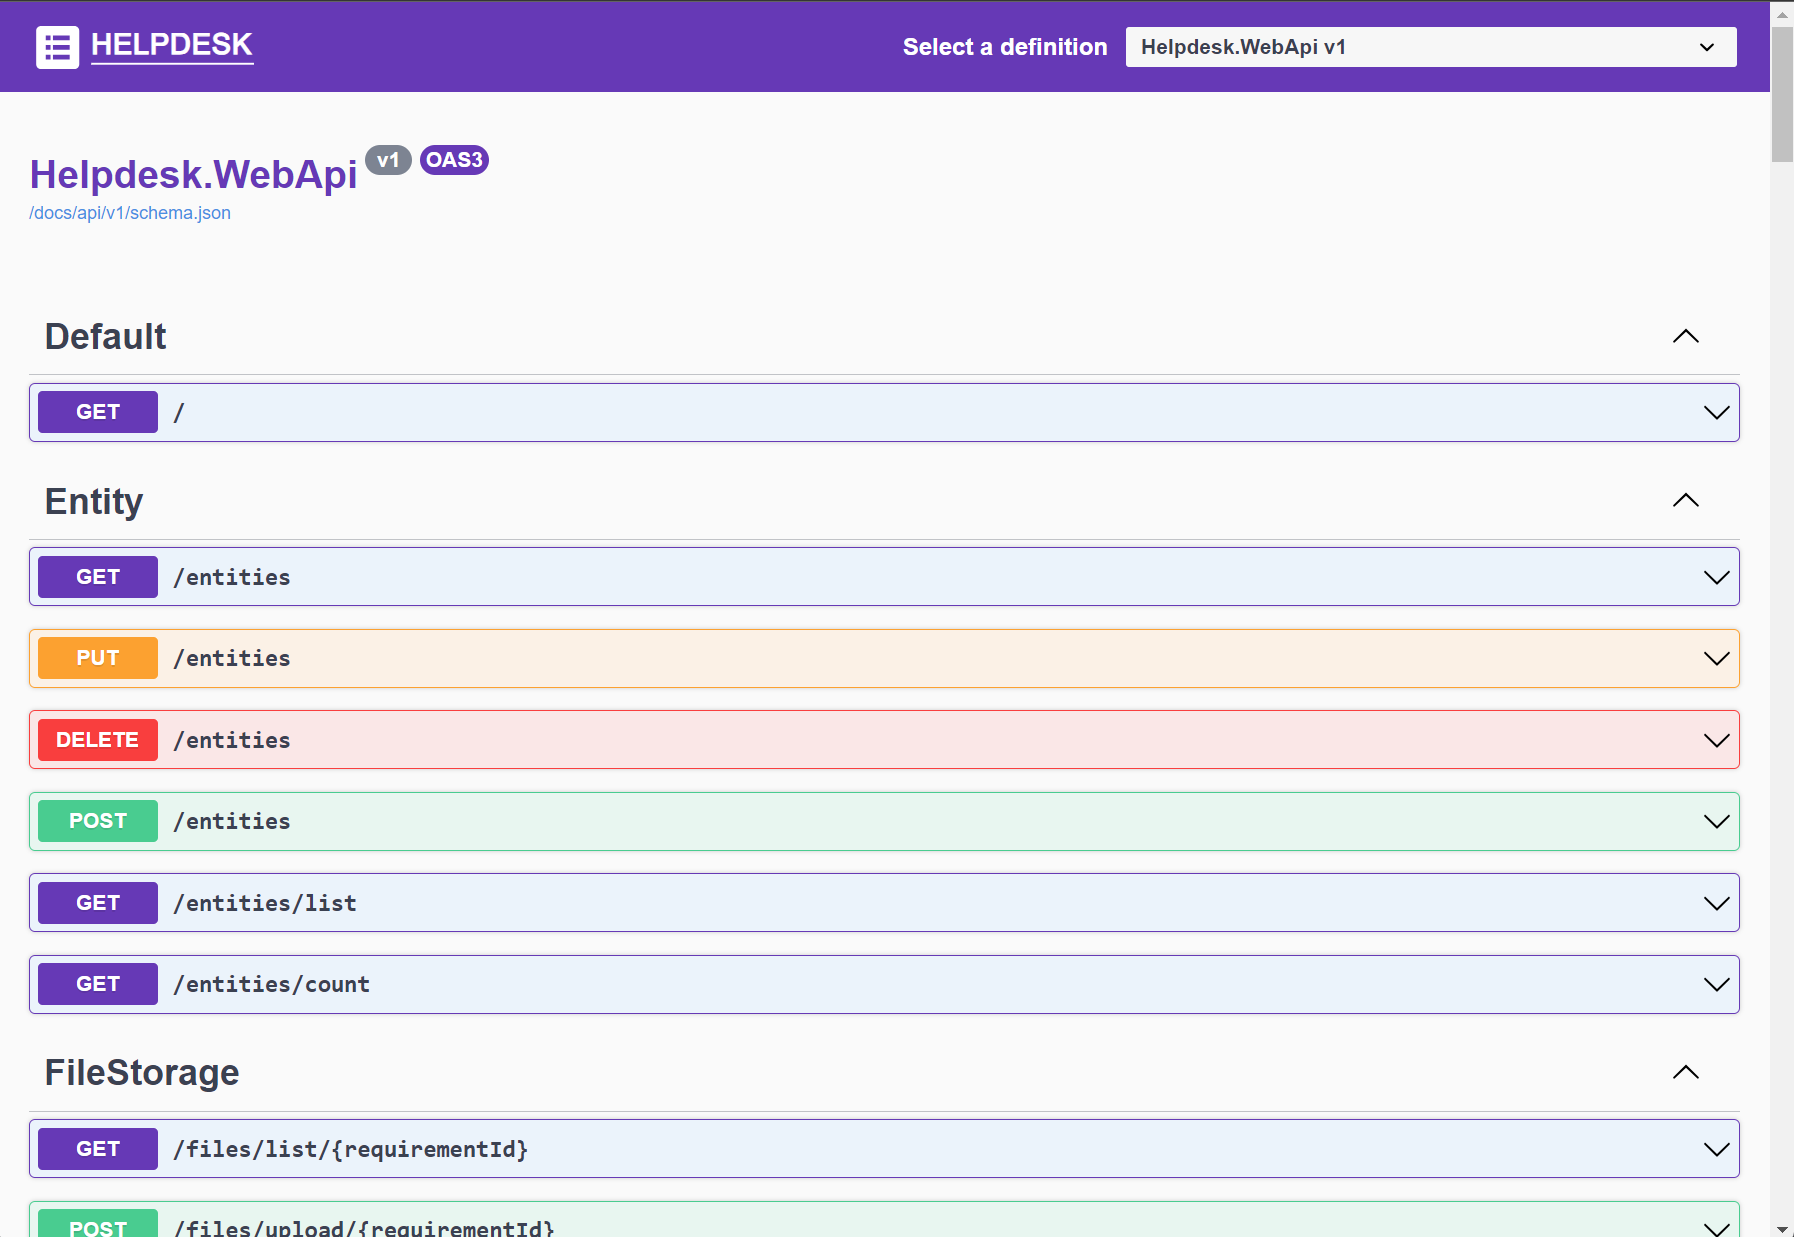 HELPDESK
Select a definition
Helpdesk.WebApi v1
Helpdesk.WebApi v1 OAS3
/docs/api/v1/schema.json
Default
GET /
Entity
GET /entities
PUT /entities
DELETE /entities
POST /entities
GET /entities/list
GET /entities/count
FileStorage
GET /files/list/{requirementId}
POST /files/upload/{requirementId}